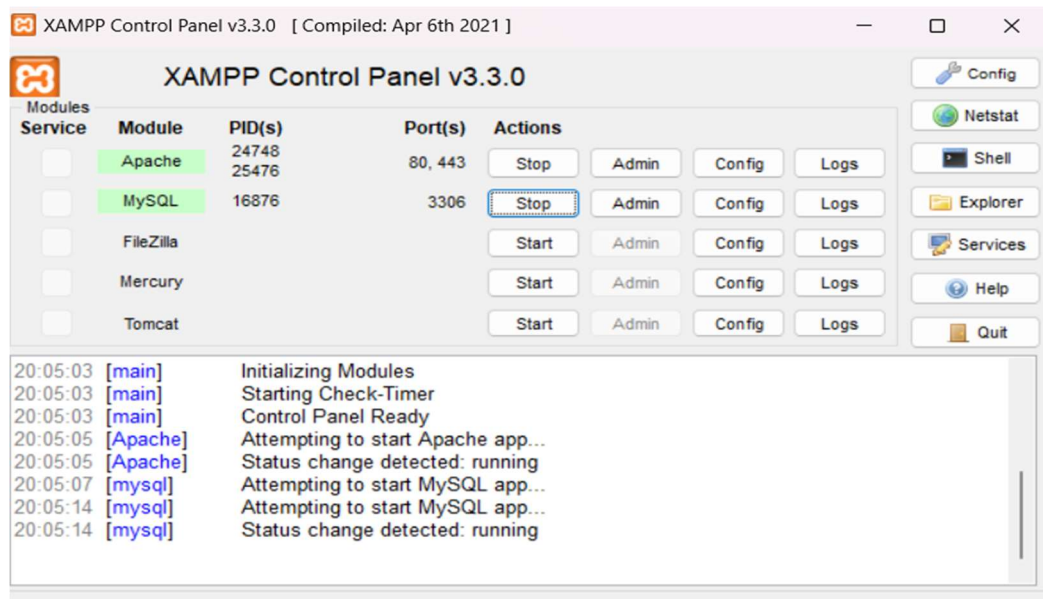 XAMPP Control Panel v3.3.0 [ Compiled: Apr 6th 2021 ]
XAMPP Control Panel v3.3.0
Config
Modules
Netstat
Service Module PID(s) Port(s) Actions
Apache 24748 25476 80, 443 Stop Admin Config Logs
Shell
MySQL 16876 3306 Stop Admin Config Logs
Explorer
FileZilla Start Admin Config Logs
Services
Mercury Start Admin Config Logs
Help
Tomcat Start Admin Config Logs
Quit
20:05:03 [main] Initializing Modules
20:05:03 [main] Starting Check-Timer
20:05:03 [main] Control Panel Ready
20:05:05 [Apache] Attempting to start Apache app...
20:05:05 [Apache] Status change detected: running
20:05:07 [mysql] Attempting to start MySQL app...
20:05:14 [mysql] Attempting to start MySQL app...
20:05:14 [mysql] Status change detected: running